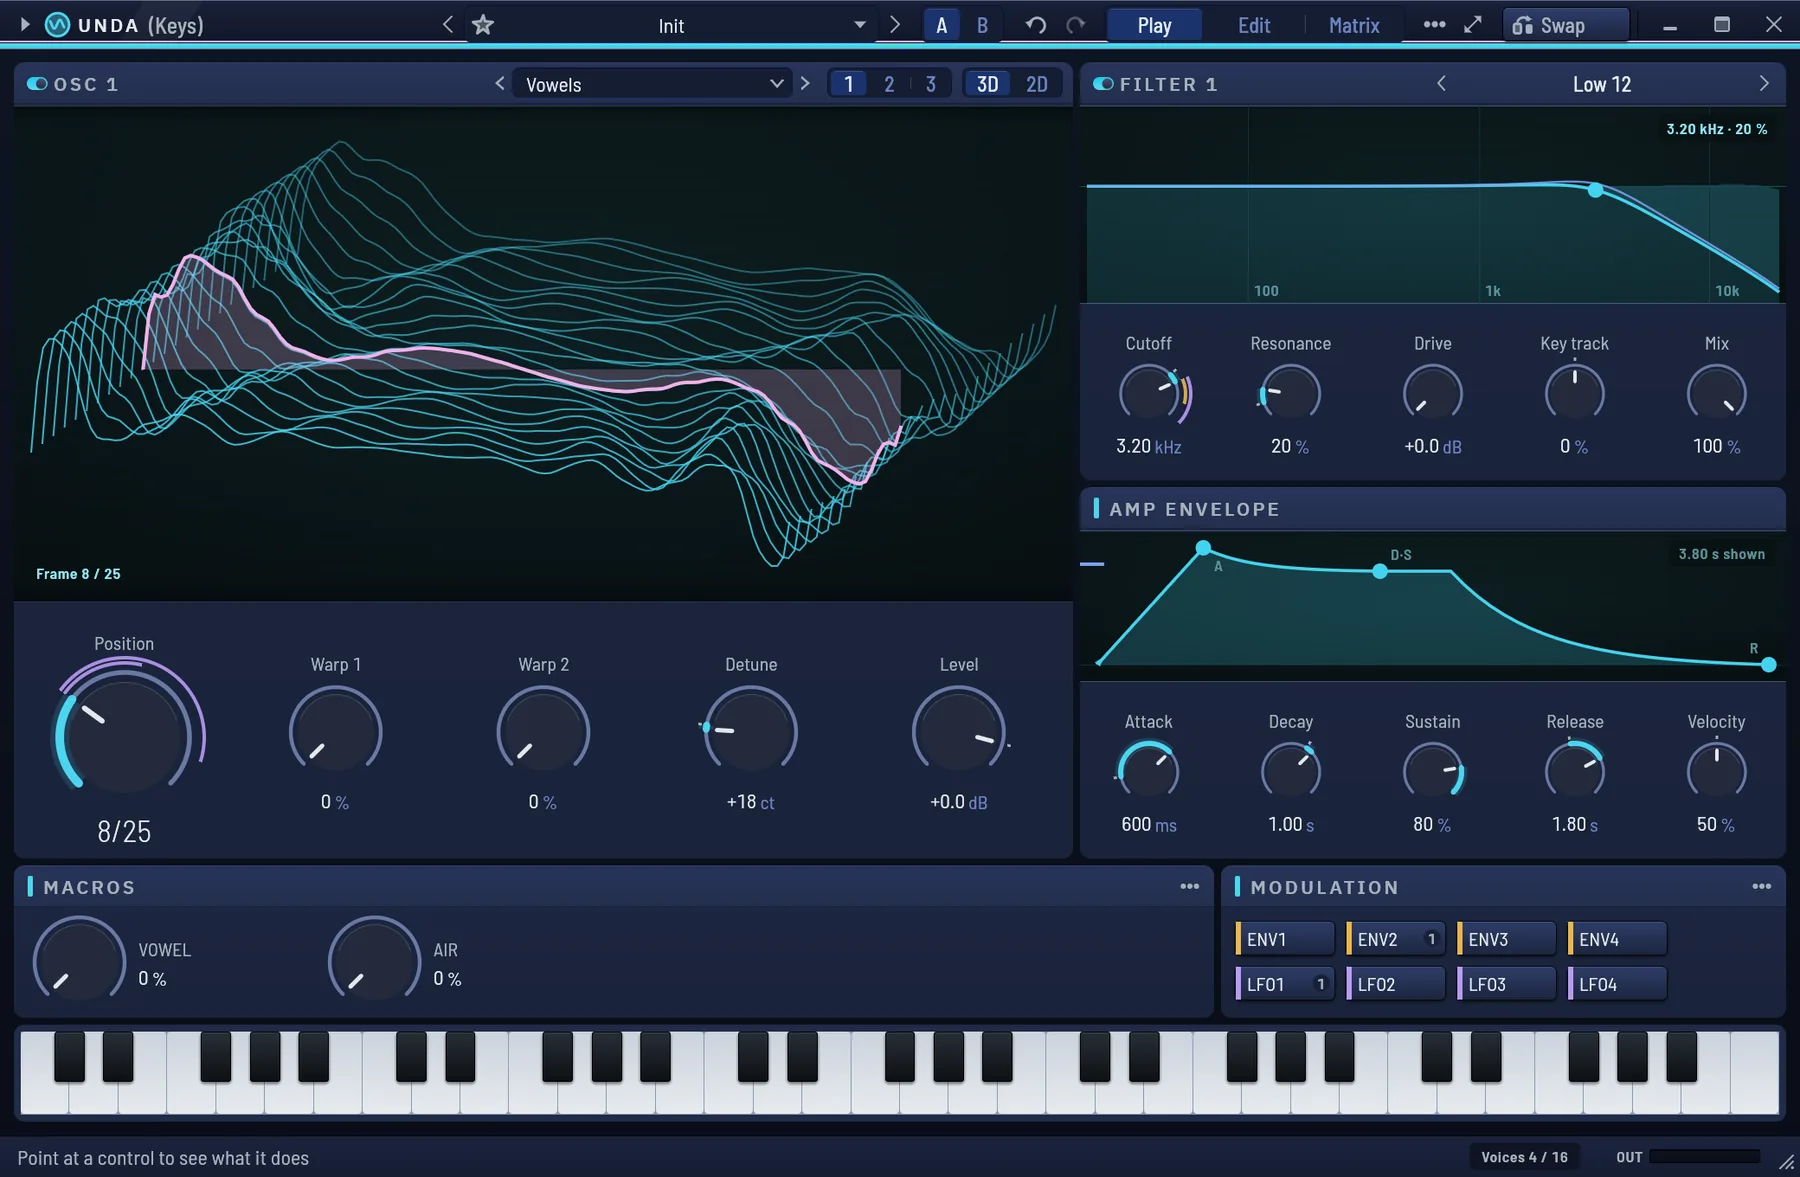 UNDA (Keys) Init A B Play Edit Matrix Swap
OSC 1 Vowels 1 2 3 3D 2D
Frame 8 / 25
Position Warp 1 Warp 2 Detune Level
8/25 0 % 0 % +18 ct +0.0 dB
FILTER 1 Low 12
3.20 kHz · 20 %
100 1k 10k
Cutoff Resonance Drive Key track Mix
3.20 kHz 20 % +0.0 dB 0 % 100 %
AMP ENVELOPE
D·S 3.80 s shown
A
R
Attack Decay Sustain Release Velocity
600 ms 1.00 s 80 % 1.80 s 50 %
MACROS
VOWEL AIR
0 % 0 %
MODULATION
ENV1 ENV2 1 ENV3 ENV4
LFO1 1 LFO2 LFO3 LFO4
Point at a control to see what it does Voices 4 / 16 OUT